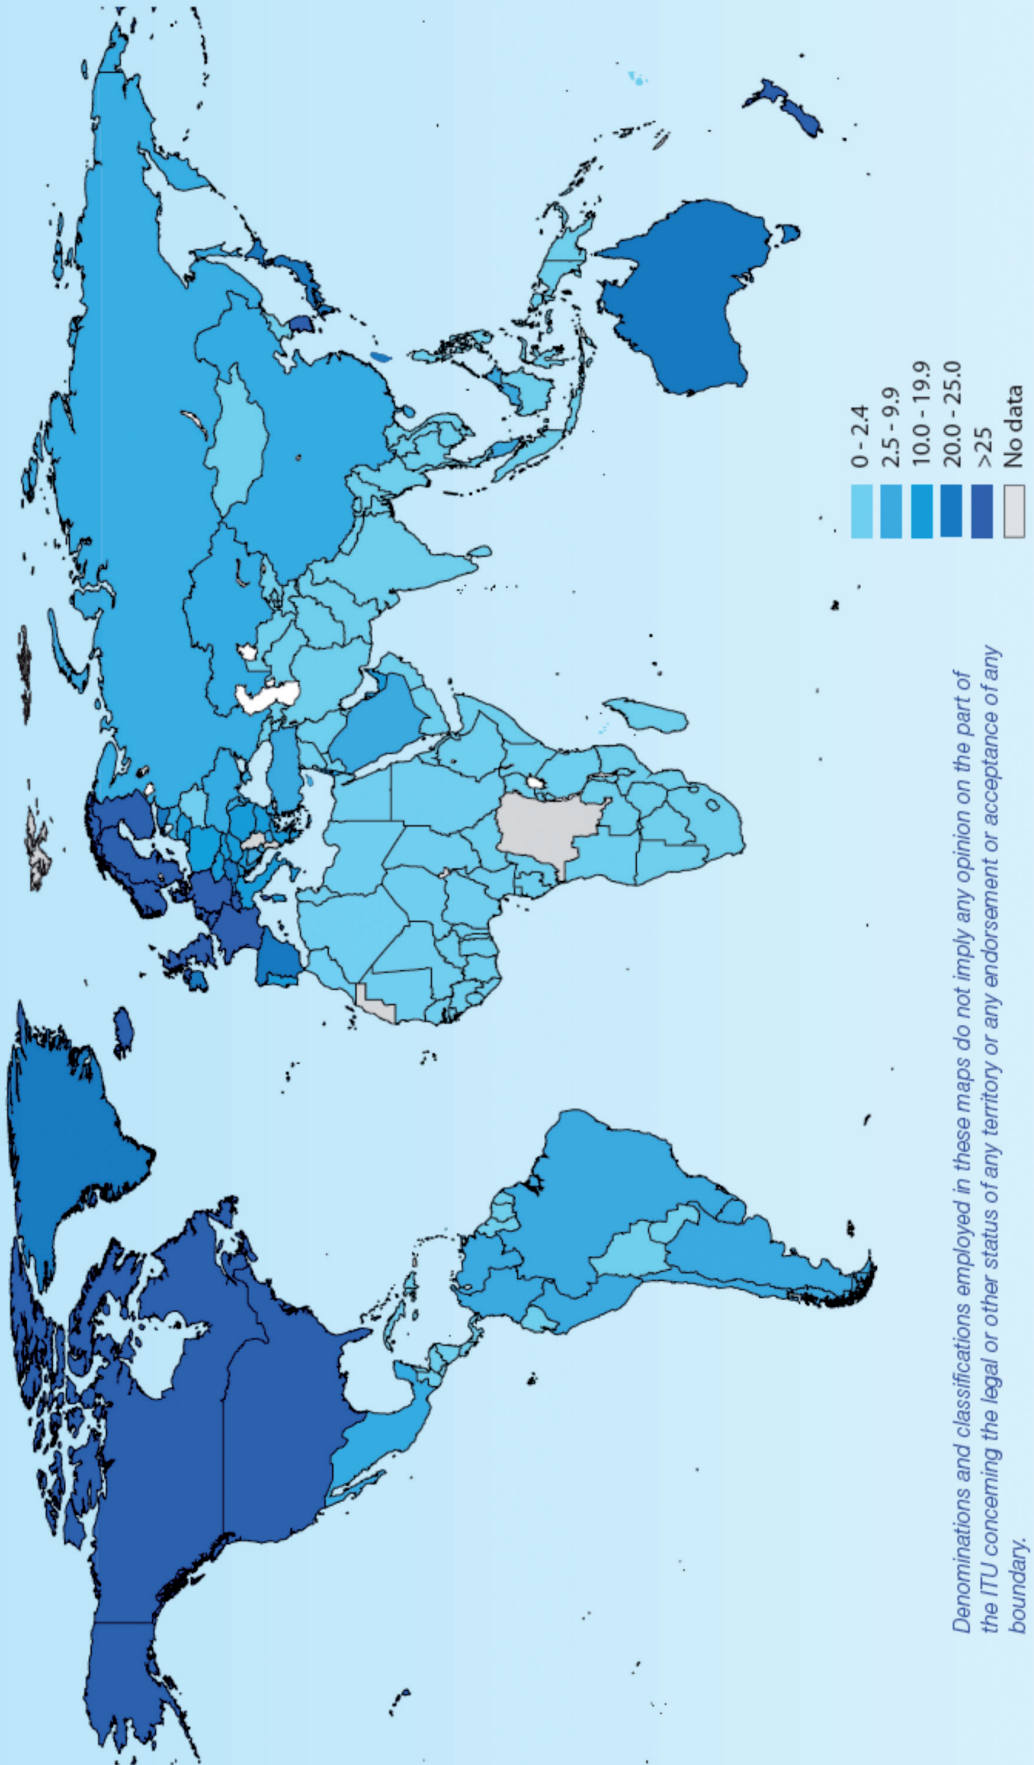 0 - 2.4
2.5 - 9.9
10.0 - 19.9
20.0 - 25.0
>25
No data
Denominations and classifications employed in these maps do not imply any opinion on the part of
the ITU concerning the legal or other status of any territory or any endorsement or acceptance of any
boundary.